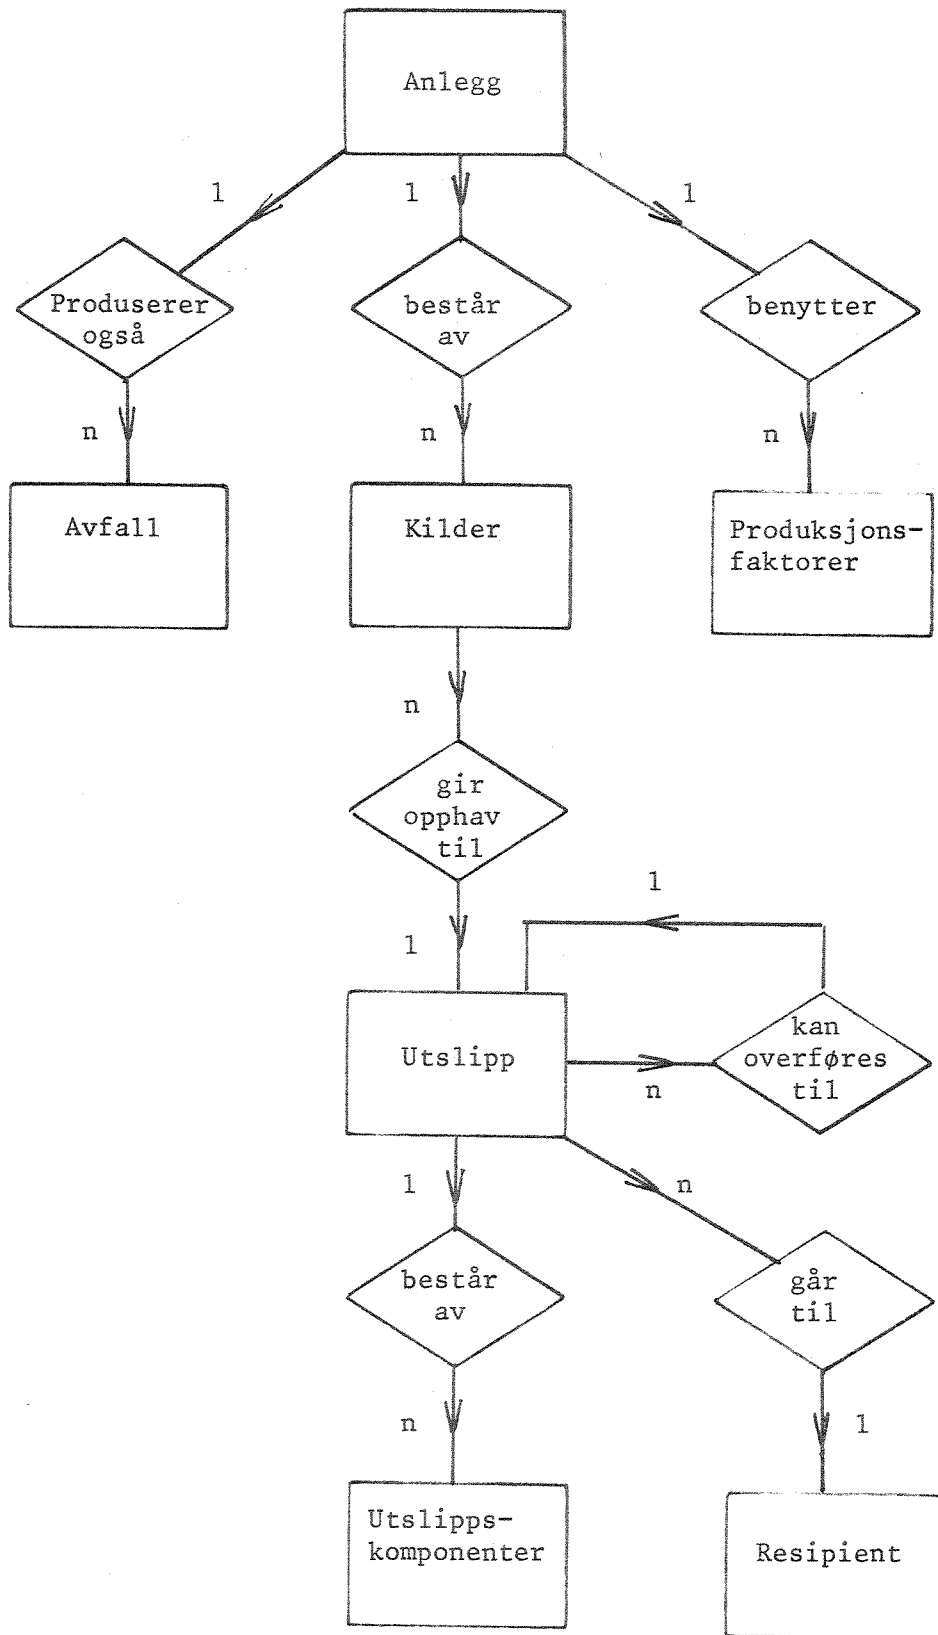 Anlegg
1
1
1
Produserer
også
består
av
benytter
n
n
n
Avfall
Kilder
Produksjons-
faktorer
n
gir
opphav
til
1
1
Utslipp
kan
overføres
til
n
1
n
består
av
går
til
n
1
Utslipps-
komponenter
Resipient